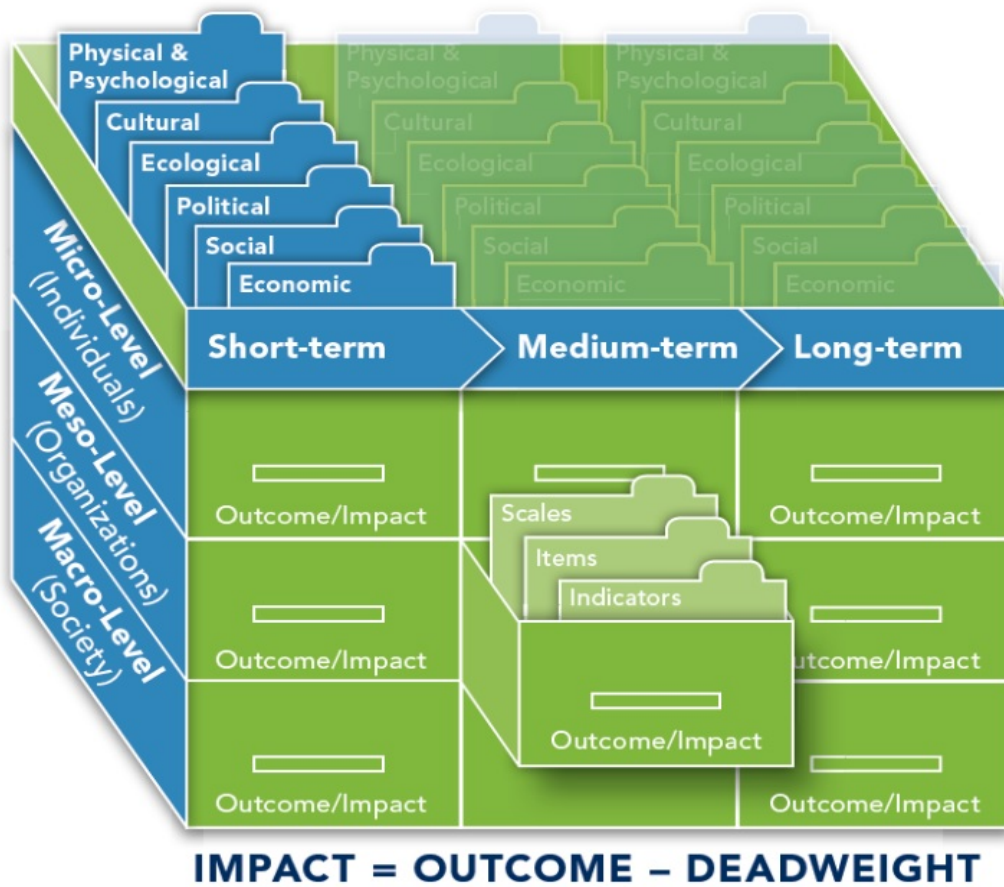 Physical &
Psychological
Cultural
Ecological
Political
Social
Economic
Physical &
Psychological
Cultural
Ecological
Political
Social
Economic
Physical &
Psychological
Cultural
Ecological
Political
Social
Economic
Micro-Level
(Individuals)
Meso-Level
(Organizations)
Macro-Level
(Society)
Short-term
Medium-term
Long-term
Outcome/Impact
Outcome/Impact
Scales
Items
Indicators
Outcome/Impact
utcome/Impact
Outcome/Impact
Outcome/Impact
Outcome/Impact
IMPACT = OUTCOME – DEADWEIGHT